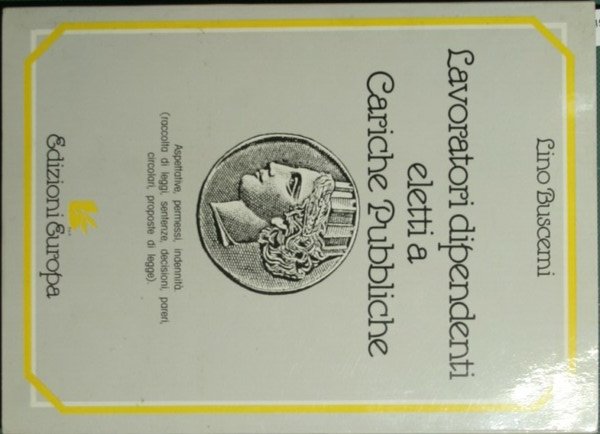 Lino Buscemi
Lavoratori dipendenti
eletti a
Cariche Pubbliche
Aspettative, permessi, indennità
(raccolta di leggi, sentenze, decisioni, pareri,
circolari, proposte di legge).
Edizioni Europa